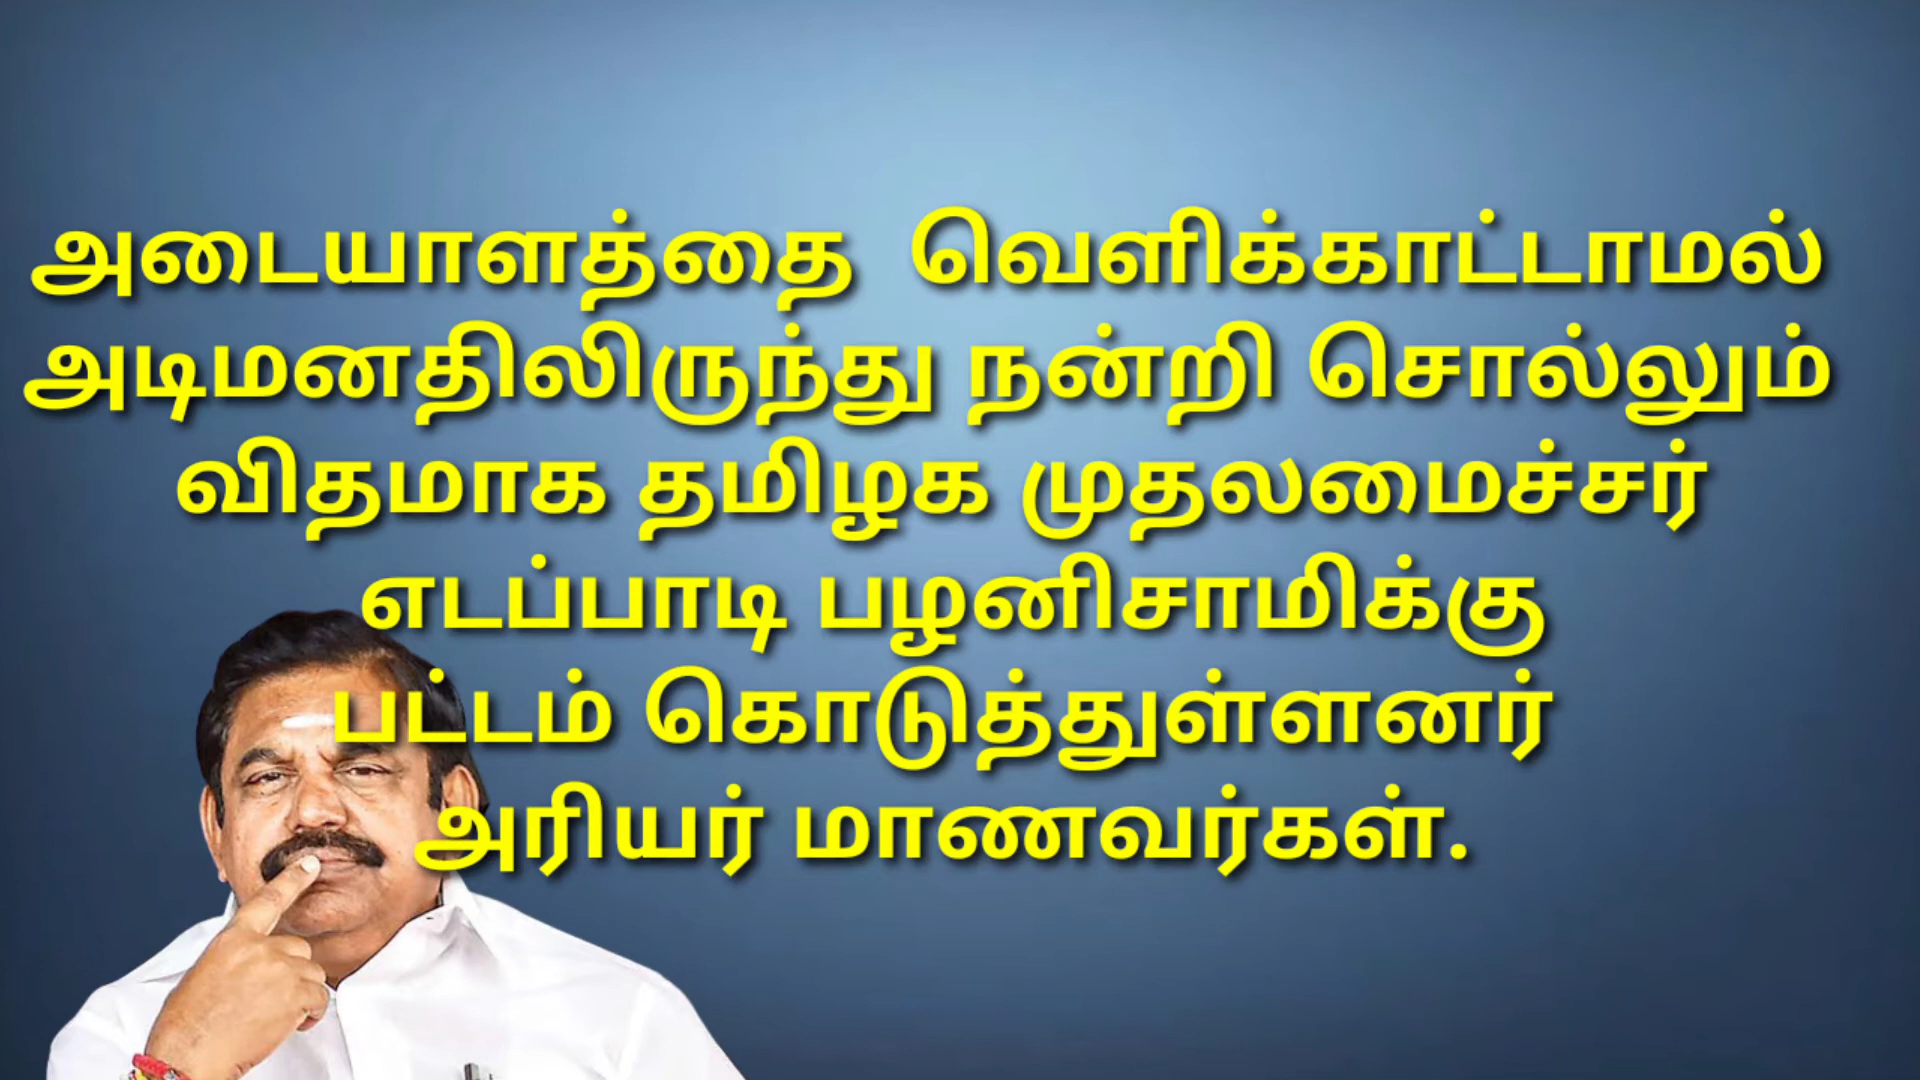 அடையாளத்தை வெளிக்காட்டாமல்
அடிமனதிலிருந்து நன்றி சொல்லும்
விதமாக தமிழக முதலமைச்சர்
எடப்பாடி பழனிசாமிக்கு
பட்டம் கொடுத்துள்ளனர்
அரியர் மாணவர்கள்.